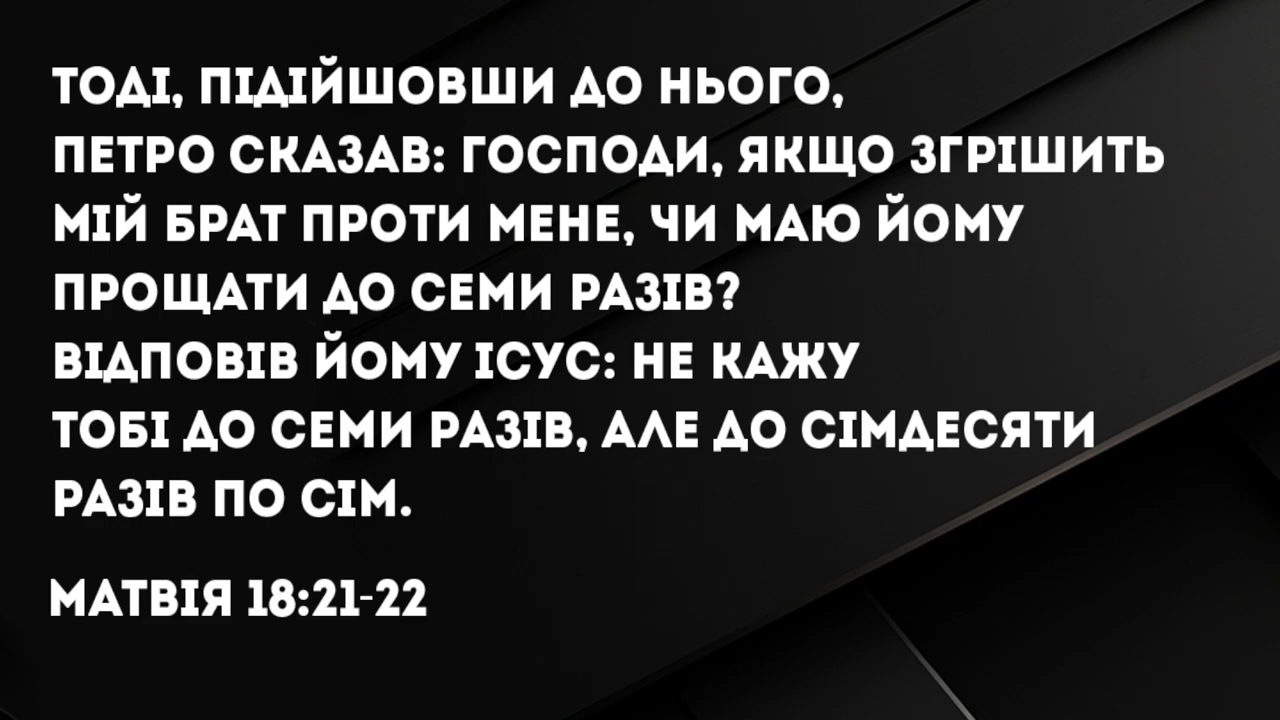 ТОДІ, ПІДІЙШОВШИ ДО НЬОГО,
ПЕТРО СКАЗАВ: ГОСПОДИ, ЯКЩО ЗГРІШИТЬ
МІЙ БРАТ ПРОТИ МЕНЕ, ЧИ МАЮ ЙОМУ
ПРОЩАТИ ДО СЕМИ РАЗІВ?
ВІДПОВІВ ЙОМУ ІСУС: НЕ КАЖУ
ТОБІ ДО СЕМИ РАЗІВ, АЛЕ ДО СІМДЕСЯТИ
РАЗІВ ПО СІМ.
МАТВІЯ 18:21-22